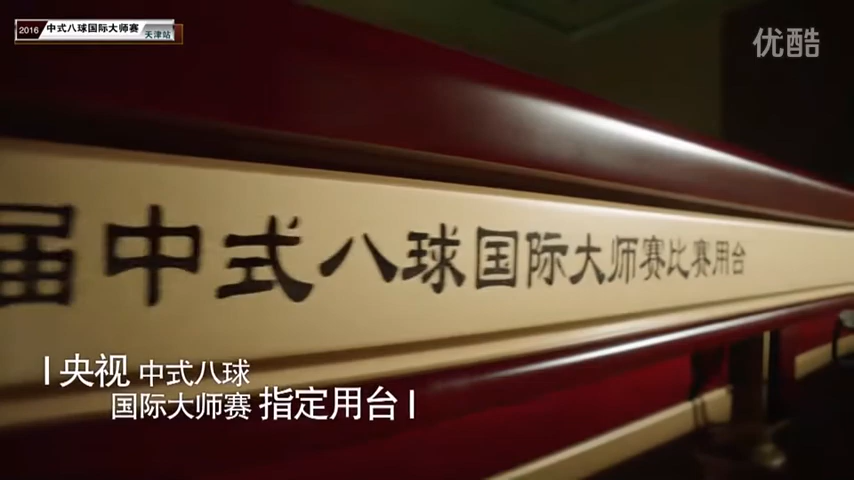 2016 中式八球国际大师赛
天津站
优酷
届中式八球国际大师赛比赛用台
央视 中式八球
国际大师赛 指定用台